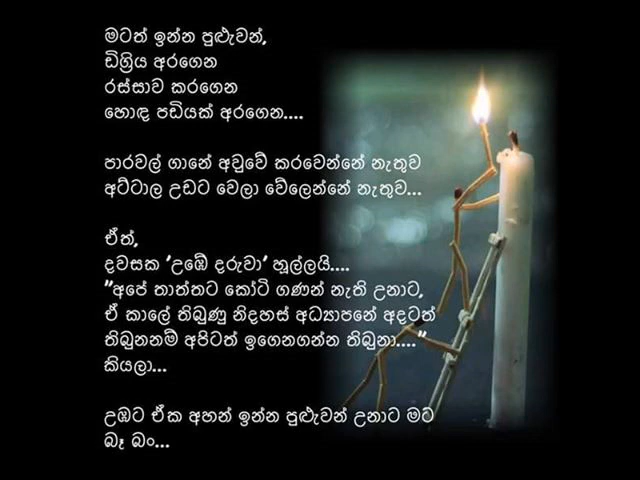 මටත් ඉන්න පුළුවන්,
ඩිග්‍රිය අරගෙන
රස්සාව කරගෙන
හොඳ පඩියක් අරගෙන....
පාරවල් ගානේ අවුවේ කරවෙන්නේ නැතුව
අට්ටාල උඩට වෙලා වේලෙන්නේ නැතුව...
ඒත්,
දවසක 'උඹේ දරුවා' හූල්ලයි....
"අපේ තාත්තට කෝටි ගණන් නැති උනාට,
ඒ කාලේ තිබුණු නිදහස් අධ්‍යාපනේ අදටත්
තිබුනනම් අපිටත් ඉගෙනගන්න තිබුනා...."
කියලා...
උඹට ඒක අහන් ඉන්න පුළුවන් උනාට මට
බෑ බං...